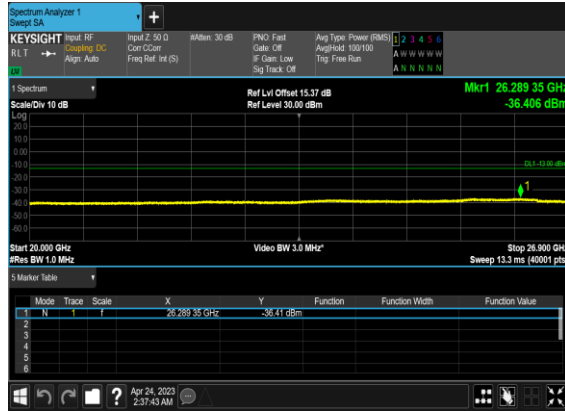 Spectrum Analyzer 1
Swept SA
+
KEYSIGHT Input: RF Input Z: 50 Ω #Atten: 30 dB PNO: Fast Avg Type: Power (RMS) 1 2 3 4 5 6
RLT Coupling: DC Corr CCorr Gate: Off Avg|Hold: 100/100 A W W W W W
Align: Auto Freq Ref: Int (S) IF Gain: Low Trig: Free Run
LXI Sig Track: Off A N N N N N
1 Spectrum Ref Lvl Offset 15.37 dB Mkr1 26.289 35 GHz
Scale/Div 10 dB Ref Level 30.00 dBm -36.406 dBm
Log
20.0
10.0
0.00
-10.0 DL1 -13.00 dBm
-20.0
-30.0 1
-40.0
-50.0
-60.0
Start 20.000 GHz Video BW 3.0 MHz* Stop 26.900 GHz
#Res BW 1.0 MHz Sweep 13.3 ms (40001 pts)
5 Marker Table
Mode Trace Scale X Y Function Function Width Function Value
1 N 1 f 26.289 35 GHz -36.41 dBm
2
3
4
5
6
? Apr 24, 2023
2:37:43 AM